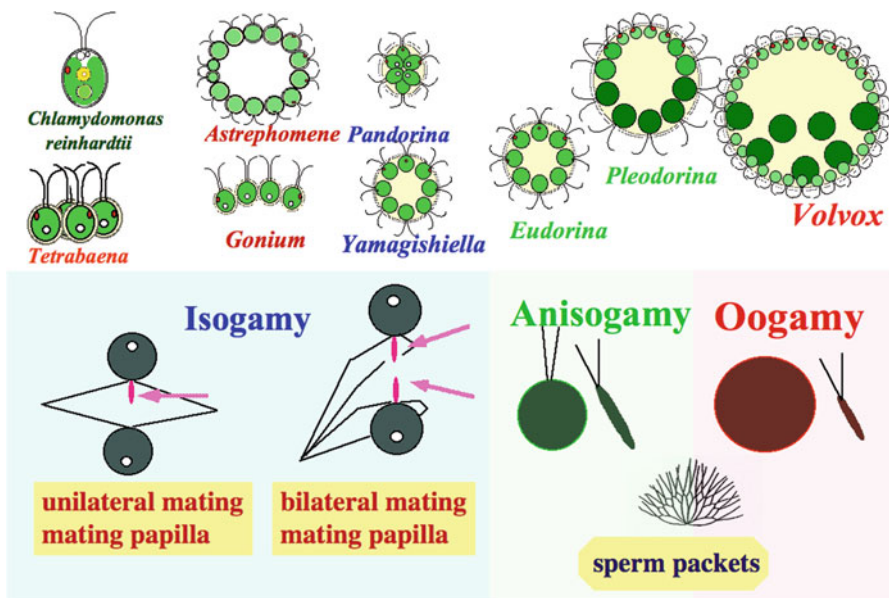 Chlamydomonas
reinhardtii
Astrephomene
Pandorina
Tetrabaena
Gonium
Yamagishiella
Eudorina
Pleodorina
Volvox
Isogamy
Anisogamy
Oogamy
unilateral mating
mating papilla
bilateral mating
mating papilla
sperm packets